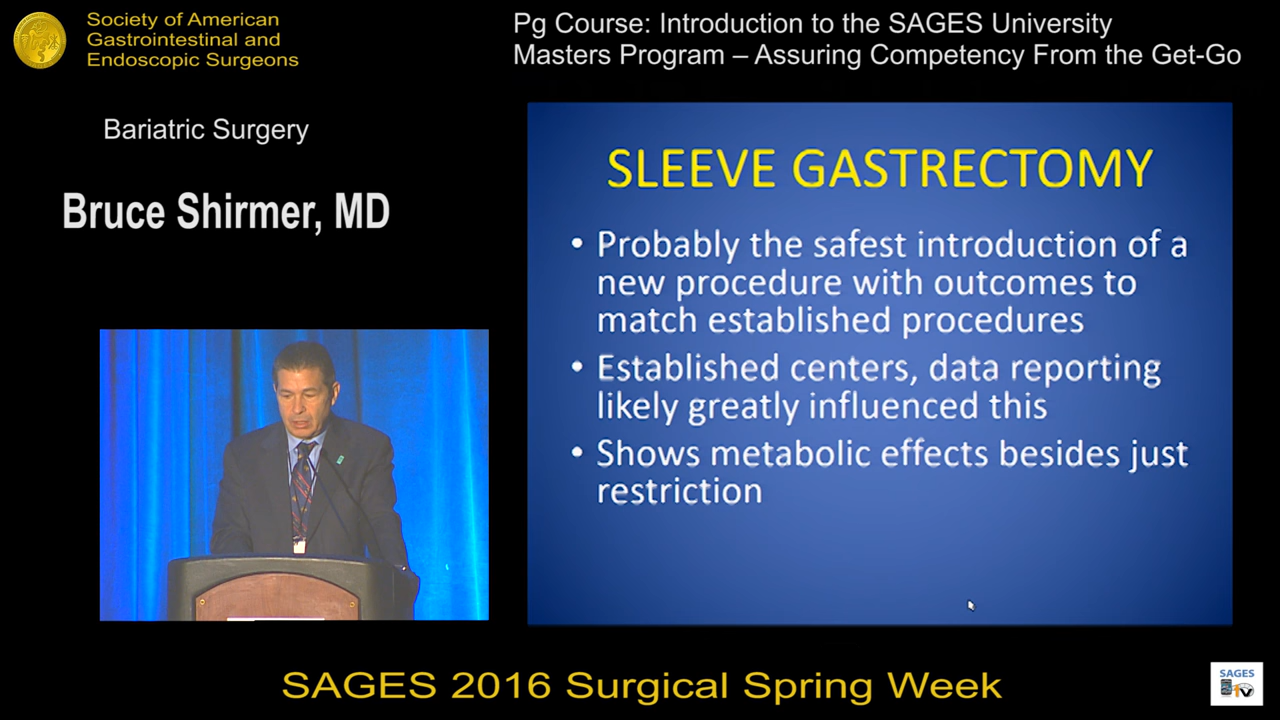 Society of American
Gastrointestinal and
Endoscopic Surgeons
Pg Course: Introduction to the SAGES University
Masters Program – Assuring Competency From the Get-Go
Bariatric Surgery
Bruce Shirmer, MD
SLEEVE GASTRECTOMY
• Probably the safest introduction of a
new procedure with outcomes to
match established procedures
• Established centers, data reporting
likely greatly influenced this
• Shows metabolic effects besides just
restriction
SAGES 2016 Surgical Spring Week
SAGES
TV